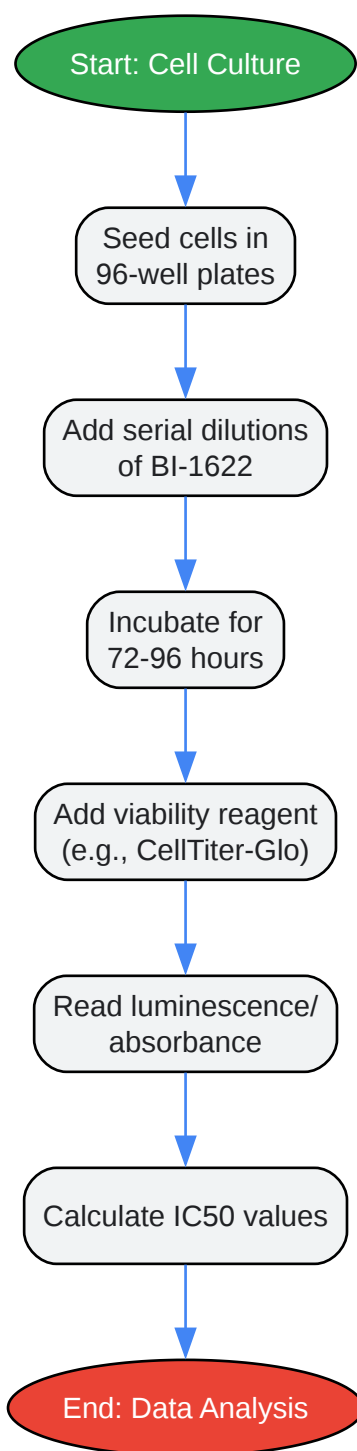 Start: Cell Culture
Seed cells in
96-well plates
Add serial dilutions
of BI-1622
Incubate for
72-96 hours
Add viability reagent
(e.g., CellTiter-Glo)
Read luminescence/
absorbance
Calculate IC50 values
End: Data Analysis